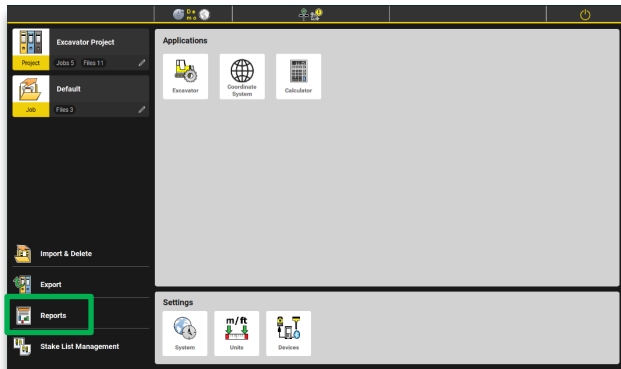 Demo
Excavator Project
Project
Jobs 5
Files 11
Default
Job
Files 3
Import & Delete
Export
Reports
Stake List Management
Applications
Excavator
Coordinate
System
Calculator
Settings
System
m/ft
Units
Devices